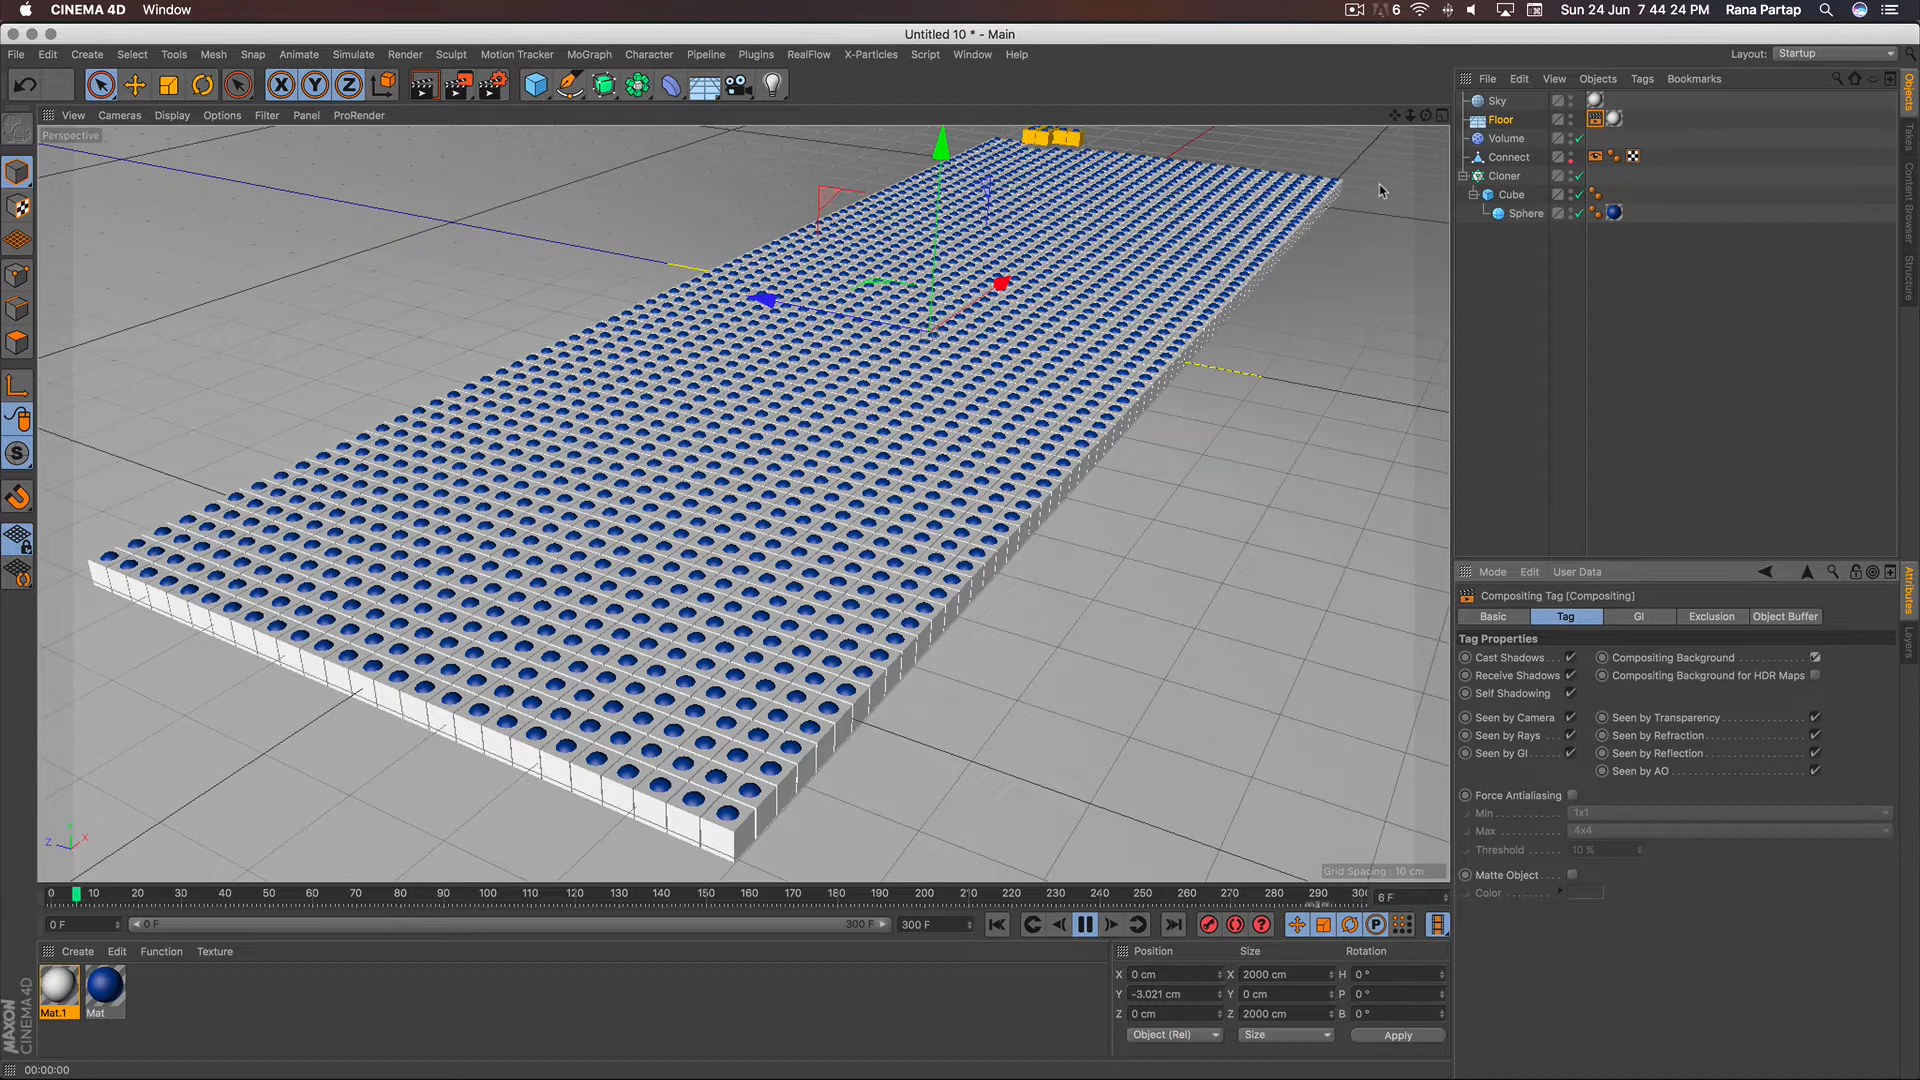 CINEMA 4D Window 6 Sun 24 Jun 7 44 24 PM Rana Partap
Untitled 10 * - Main
File Edit Create Select Tools Mesh Snap Animate Simulate Render Sculpt Motion Tracker MoGraph Character Pipeline Plugins RealFlow X-Particles Script Window Help Layout: Startup
X Y Z
File Edit View Objects Tags Bookmarks
Sky
Floor
Volume
Connect
Cloner
Cube
Sphere
Objects
Takes
Content Browser
Structure
View Cameras Display Options Filter Panel ProRender
Perspective
Z Y X
Grid Spacing : 10 cm
Mode Edit User Data
Compositing Tag [Compositing]
Basic Tag GI Exclusion Object Buffer
Tag Properties
Cast Shadows Compositing Background
Receive Shadows Compositing Background for HDR Maps
Self Shadowing
Seen by Camera Seen by Transparency
Seen by Rays Seen by Refraction
Seen by GI Seen by Reflection
Seen by AO
Force Antialiasing
Min 1x1
Max 4x4
Threshold 10 %
Matte Object
Color
Attributes
Layers
0 10 20 30 40 50 60 70 80 90 100 110 120 130 140 150 160 170 180 190 200 210 220 230 240 250 260 270 280 290 300 6 F
0 F 0 F 300 F 300 F
Create Edit Function Texture
Mat.1 Mat
MAXON CINEMA 4D
Position Size Rotation
X 0 cm X 2000 cm H 0 °
Y -3.021 cm Y 0 cm P 0 °
Z 0 cm Z 2000 cm B 0 °
Object (Rel) Size Apply
00:00:00